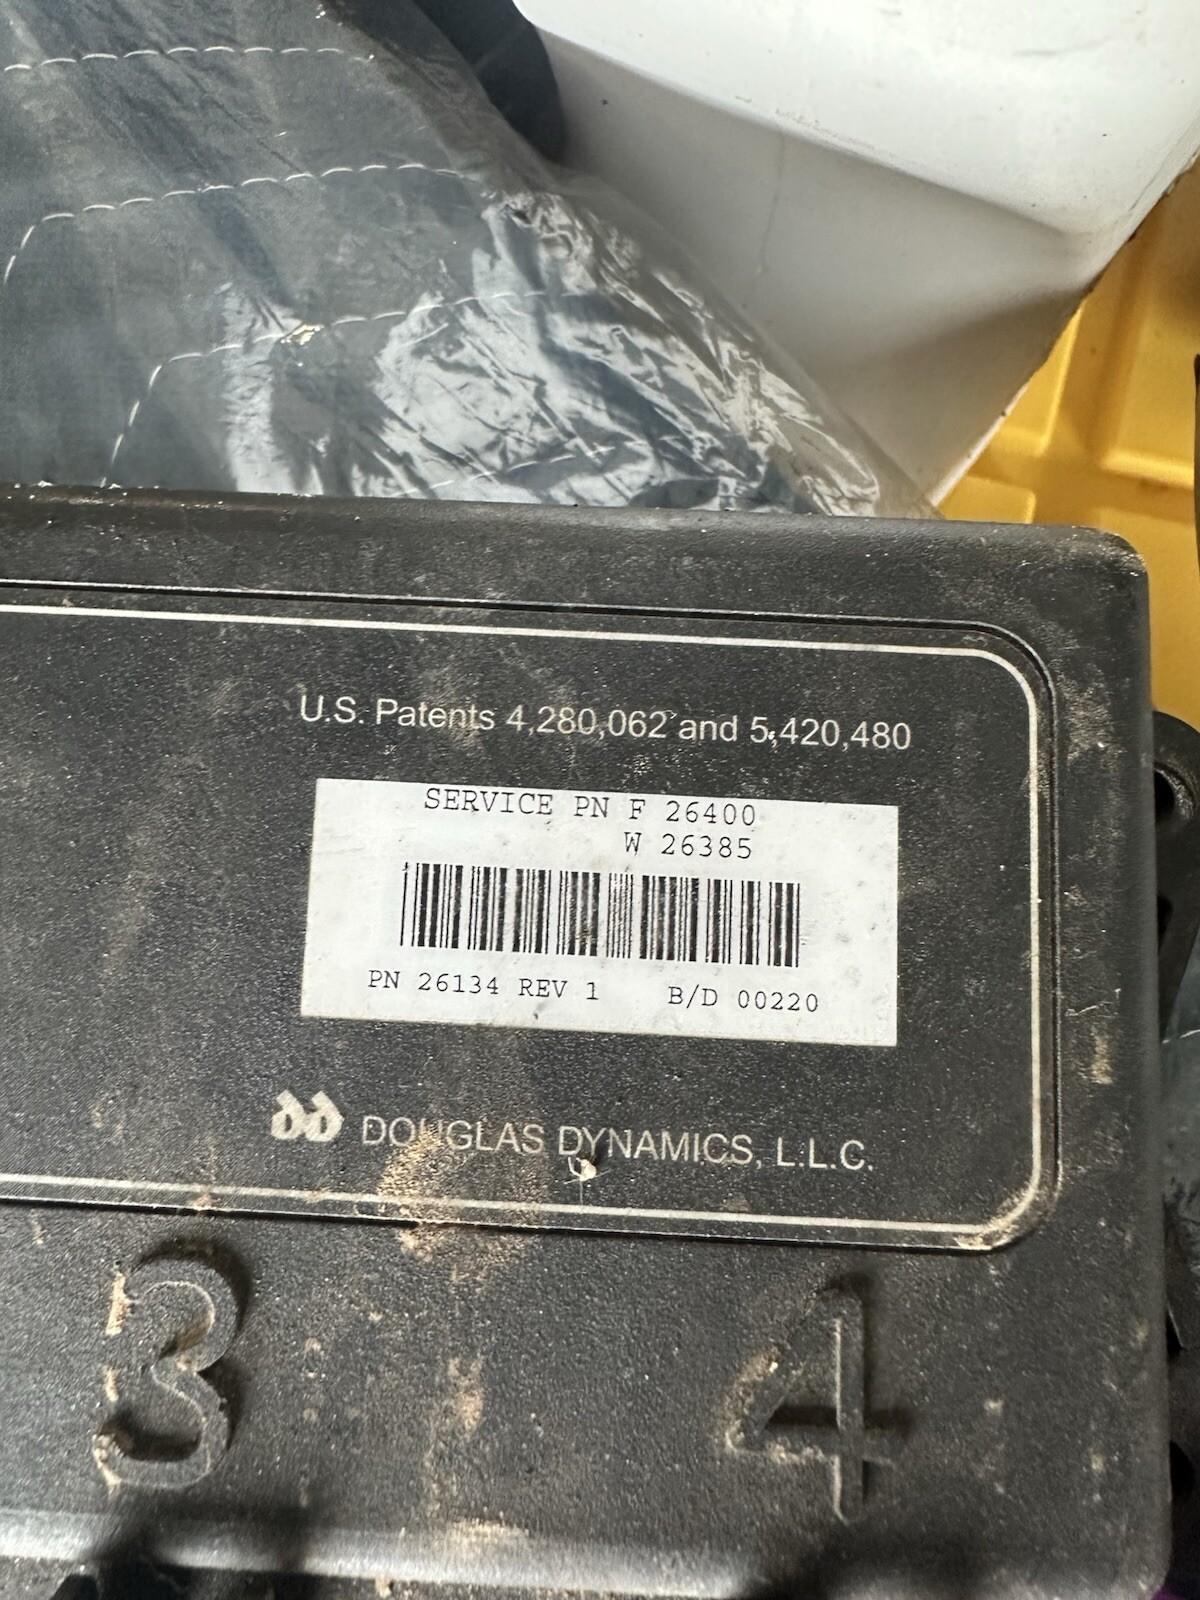 U.S. Patents 4,280,062 and 5,420,480
SERVICE PN F 26400
W 26385
PN 26134 REV 1 B/D 00220
dd DOUGLAS DYNAMICS, L.L.C.
3 4